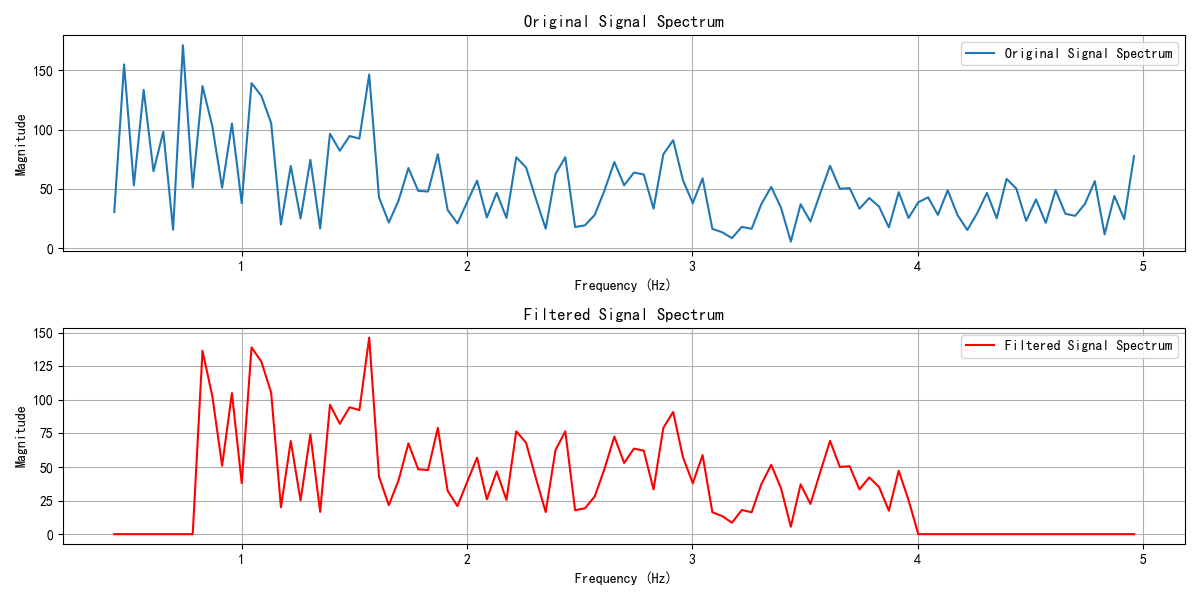 Original Signal Spectrum
Original Signal Spectrum
Magnitude
150
100
50
0
1 2 3 4 5
Frequency (Hz)
Filtered Signal Spectrum
Filtered Signal Spectrum
Magnitude
150
125
100
75
50
25
0
1 2 3 4 5
Frequency (Hz)